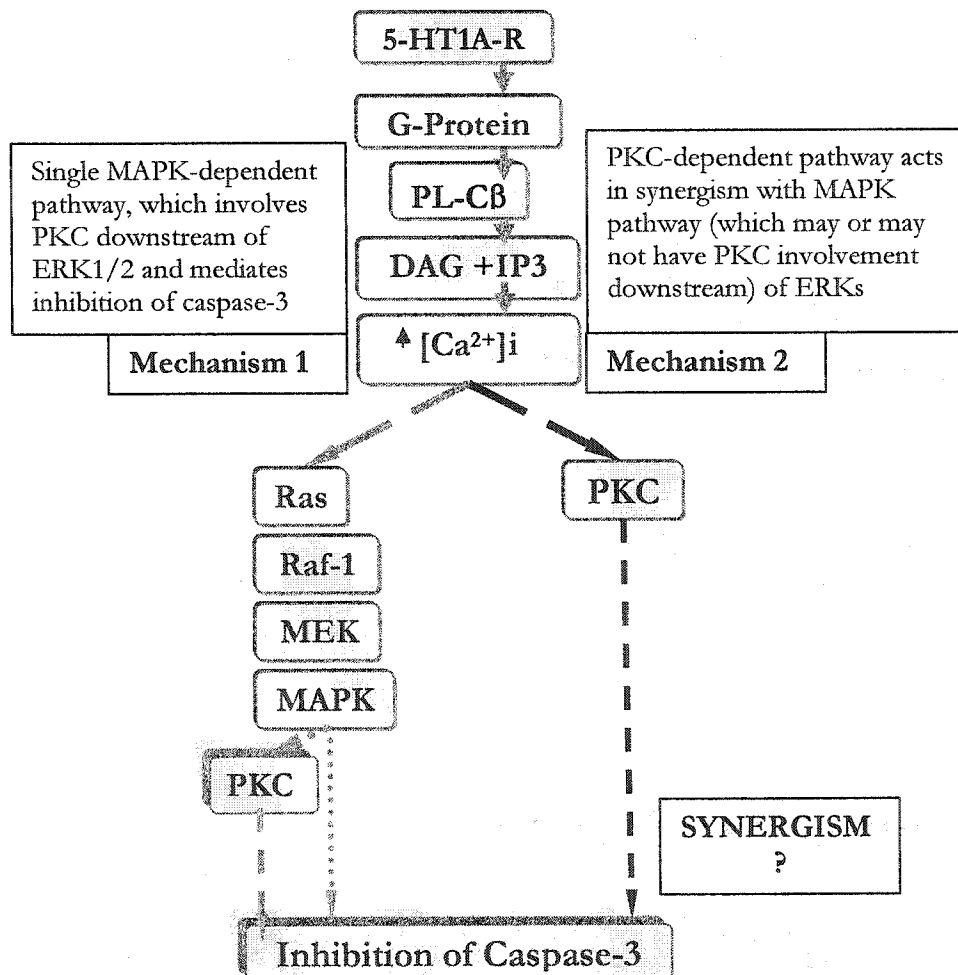 5-HT1A-R
G-Protein
PL-Cβ
DAG +IP3
[Ca²⁺]i
Single MAPK-dependent
pathway, which involves
PKC downstream of
ERK1/2 and mediates
inhibition of caspase-3
Mechanism 1
PKC-dependent pathway acts
in synergism with MAPK
pathway (which may or may
not have PKC involvement
downstream) of ERKs
Mechanism 2
Ras
Raf-1
MEK
MAPK
PKC
PKC
SYNERGISM
?
Inhibition of Caspase-3